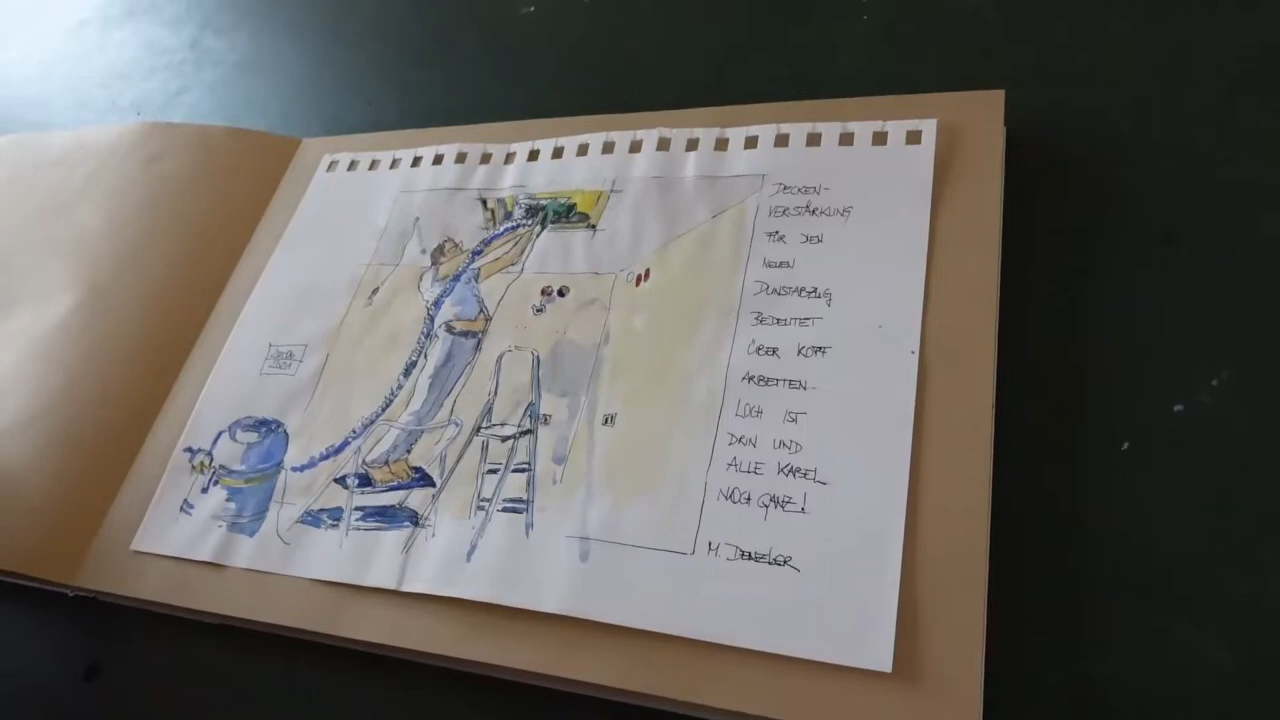 DECKEN-
VERSTÄRKUNG
FÜR DEN
NEUEN
DUNSTABZUG
BEDEUTET
ÜBER KOPF
ARBEITEN-
LOCH IST
DRIN UND
ALLE KABEL
NOCH GANZ!
M. DENZLER